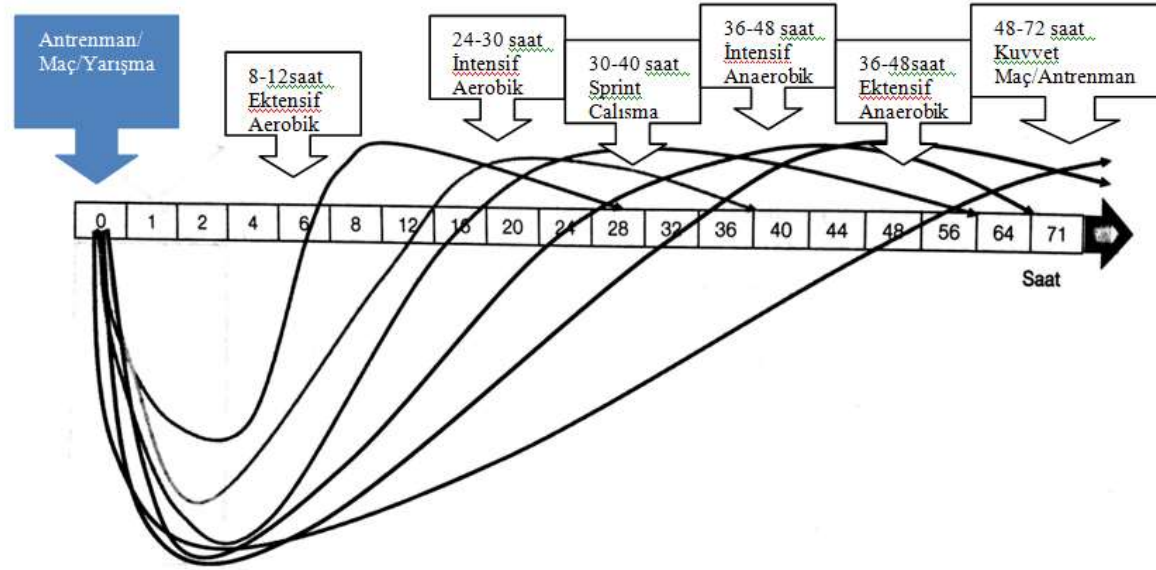 Antrenman/
Maç/Yarışma
8-12saat
Ektensif
Aerobik
24-30 saat
İntensif
Aerobik
30-40 saat
Sprint
Calısma
36-48 saat
İntensif
Anaerobik
36-48saat
Ektensif
Anaerobik
48-72 saat
Kuvvet
Maç/Antrenman
0 1 2 4 6 8 12 16 20 24 28 32 36 40 44 48 56 64 71
Saat